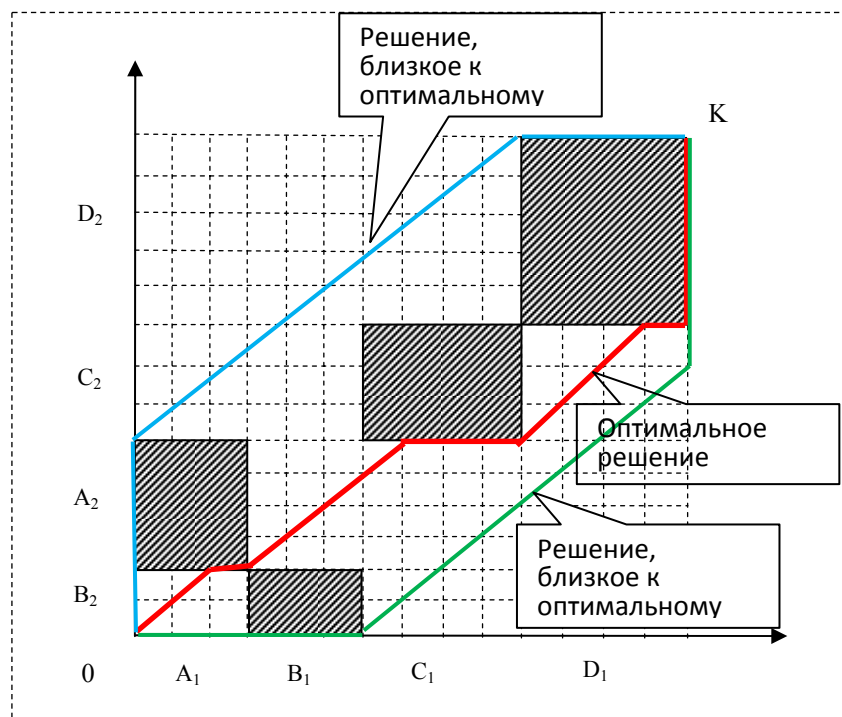 Решение,
близкое к
оптимальному
K
D₂
C₂
Оптимальное
решение
A₂
Решение,
близкое к
оптимальному
B₂
0
A₁
B₁
C₁
D₁